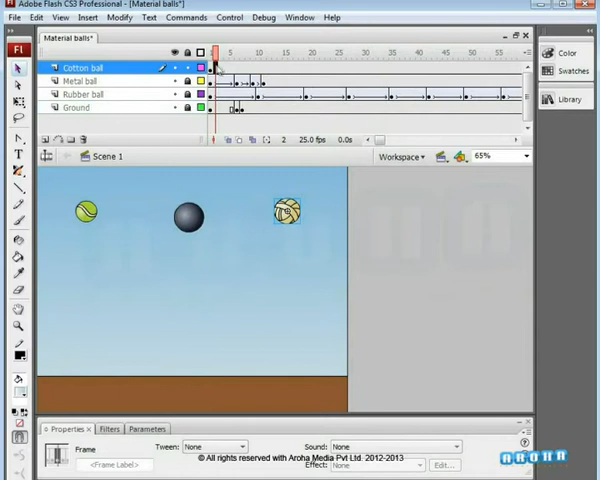 Adobe Flash CS3 Professional - [Material balls*]
File Edit View Insert Modify Text Commands Control Debug Window Help
Material balls*
5 10 15 20 25 30 35 40 45 50 55
Cotton ball
Metal ball
Rubber ball
Ground
2 25.0 fps 0.0s
Scene 1 Workspace 65%
Fl
Color
Swatches
Library
Properties Filters Parameters
Frame Tween: None Sound: None
<Frame Label> Effect: None Edit...
© All rights reserved with Aroha Media Pvt Ltd. 2012-2013
AROHA